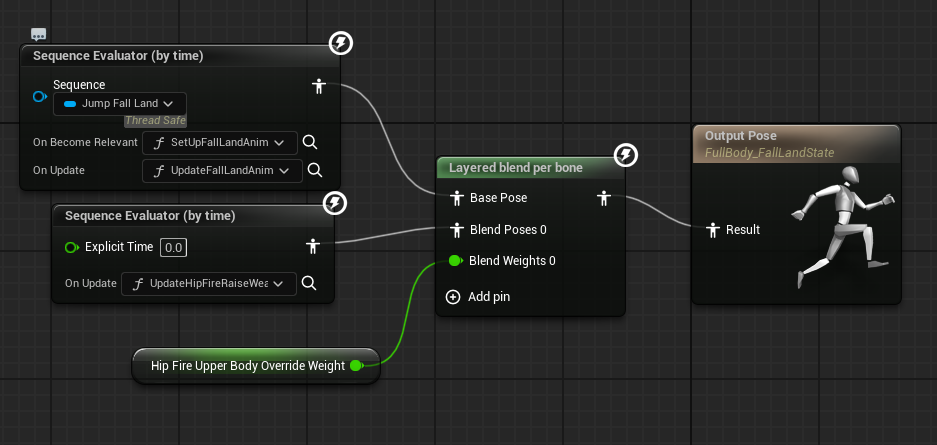 Sequence Evaluator (by time)
Sequence
Jump Fall Land
Thread Safe
On Become Relevant
SetUpFallLandAnim
On Update
UpdateFallLandAnim
Sequence Evaluator (by time)
Explicit Time 0.0
On Update
UpdateHipFireRaiseWea
Hip Fire Upper Body Override Weight
Layered blend per bone
Base Pose
Blend Poses 0
Blend Weights 0
Add pin
Output Pose
FullBody_FallLandState
Result